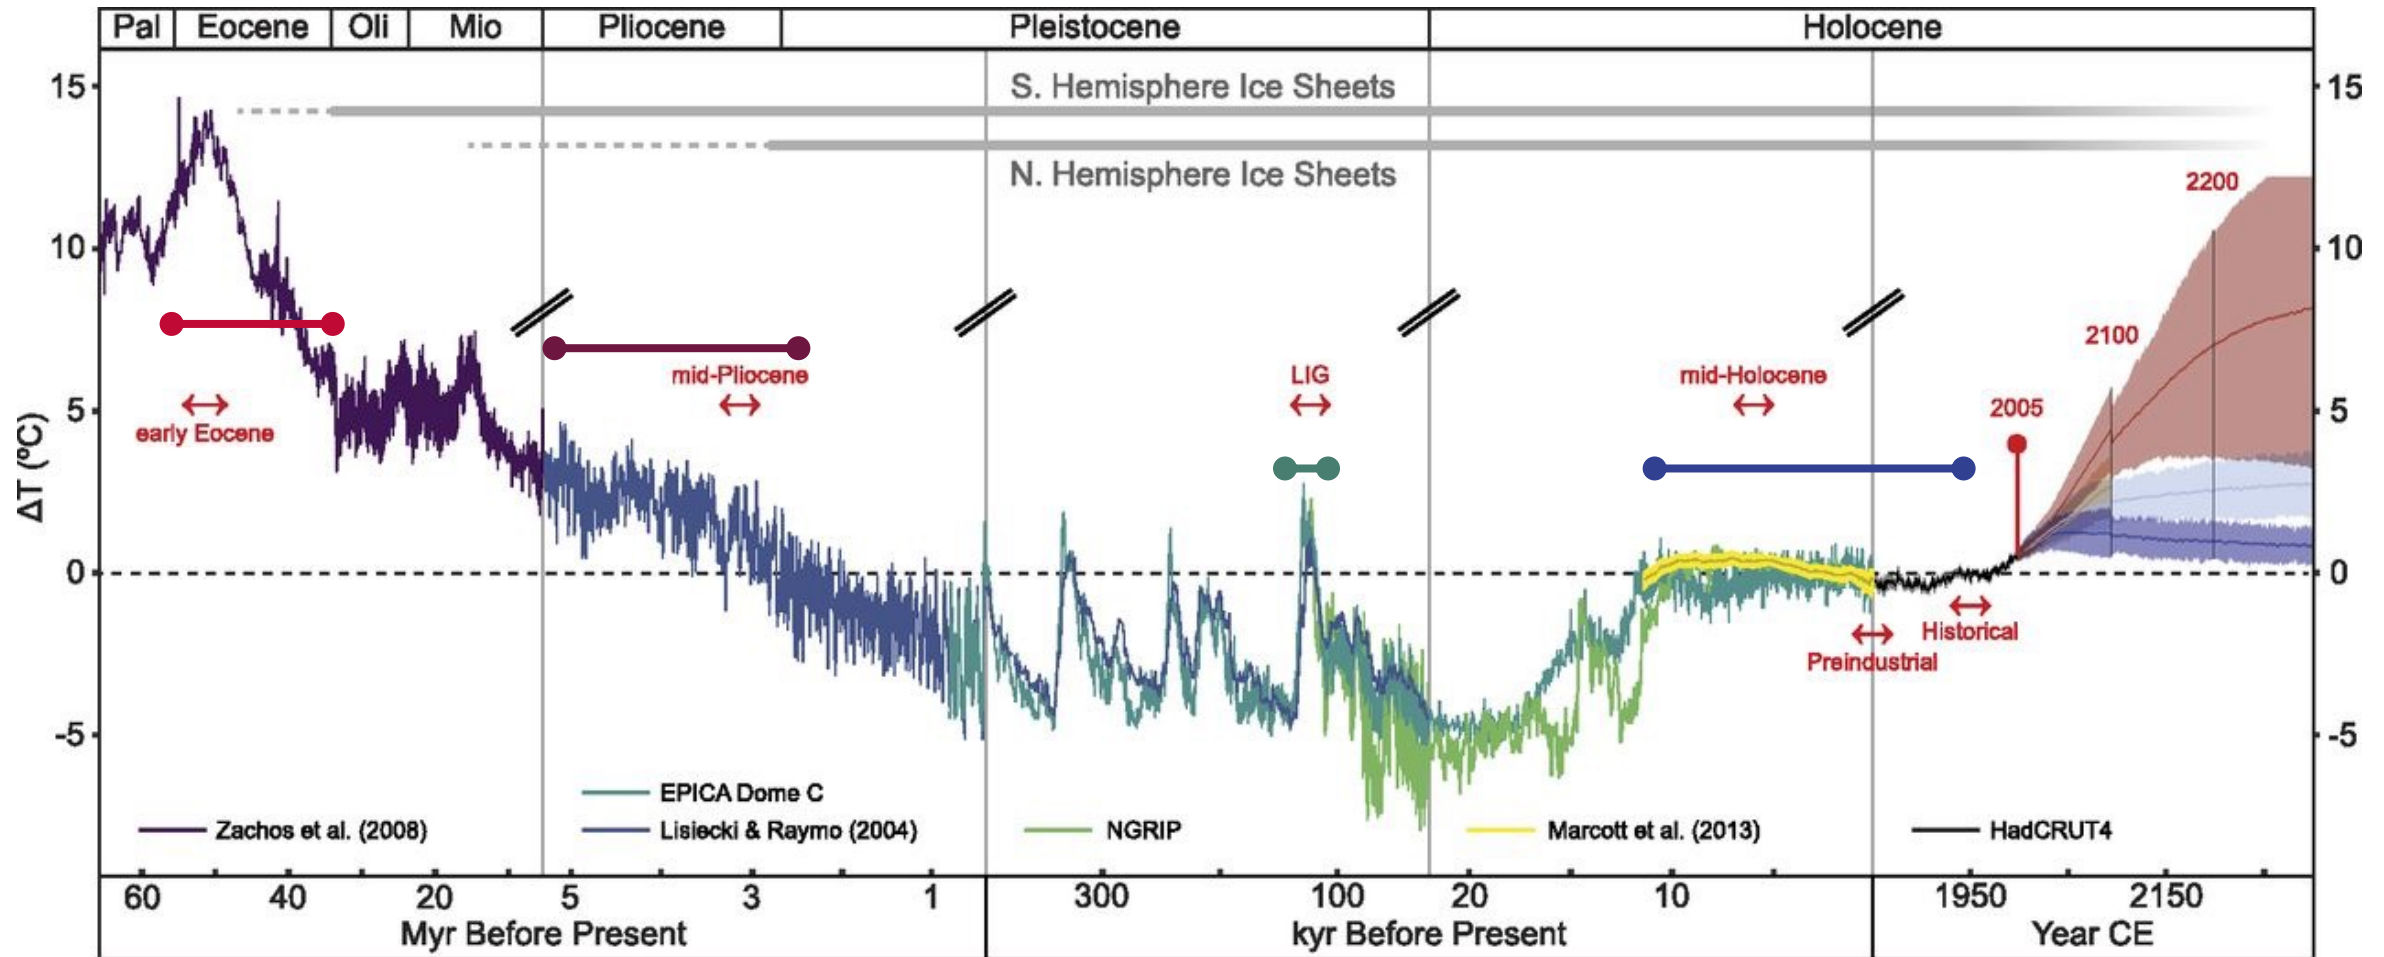 Pal Eocene Oli Mio Pliocene Pleistocene Holocene
15 S. Hemisphere Ice Sheets 15
N. Hemisphere Ice Sheets
2200
10 10
2100
mid-Pliocene LIG mid-Holocene
5 2005 5
early Eocene
ΔT (ºC)
0 0
Historical
Preindustrial
-5 -5
EPICA Dome C
Zachos et al. (2008) Lisiecki & Raymo (2004) NGRIP Marcott et al. (2013) HadCRUT4
60 40 20 5 3 1 300 100 20 10 1950 2150
Myr Before Present kyr Before Present Year CE